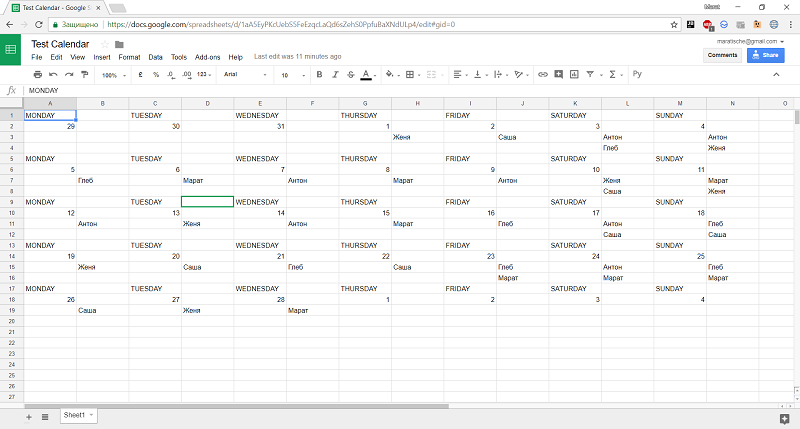 Test Calendar - Google S
Marat
Защищено
https://docs.google.com/spreadsheets/d/1aA5EyPKcUebS5FeEzqcLaQd6sZehS0PpfuBaXNdULp4/edit#gid=0
Test Calendar
maratische@gmail.com
File Edit View Insert Format Data Tools Add-ons Help Last edit was 11 minutes ago
Comments Share
100% £ % .0 .00 123 Arial 10 B I S A Σ Py
fx MONDAY
A B C D E F G H I J K L M N O
1 MONDAY TUESDAY WEDNESDAY THURSDAY FRIDAY SATURDAY SUNDAY
2 29 30 31 1 2 3 4
3 Женя Саша Антон Антон
4 Глеб Женя
5 MONDAY TUESDAY WEDNESDAY THURSDAY FRIDAY SATURDAY SUNDAY
6 5 6 7 8 9 10 11
7 Глеб Марат Антон Марат Антон Женя Марат
8 Саша Женя
9 MONDAY TUESDAY WEDNESDAY THURSDAY FRIDAY SATURDAY SUNDAY
10 12 13 14 15 16 17 18
11 Антон Женя Антон Марат Глеб Антон Глеб
12 Саша Саша
13 MONDAY TUESDAY WEDNESDAY THURSDAY FRIDAY SATURDAY SUNDAY
14 19 20 21 22 23 24 25
15 Женя Саша Глеб Саша Глеб Антон Глеб
16 Марат Марат Марат
17 MONDAY TUESDAY WEDNESDAY THURSDAY FRIDAY SATURDAY SUNDAY
18 26 27 28 1 2 3 4
19 Саша Женя Марат
20
21
22
23
24
25
26
27
Sheet1